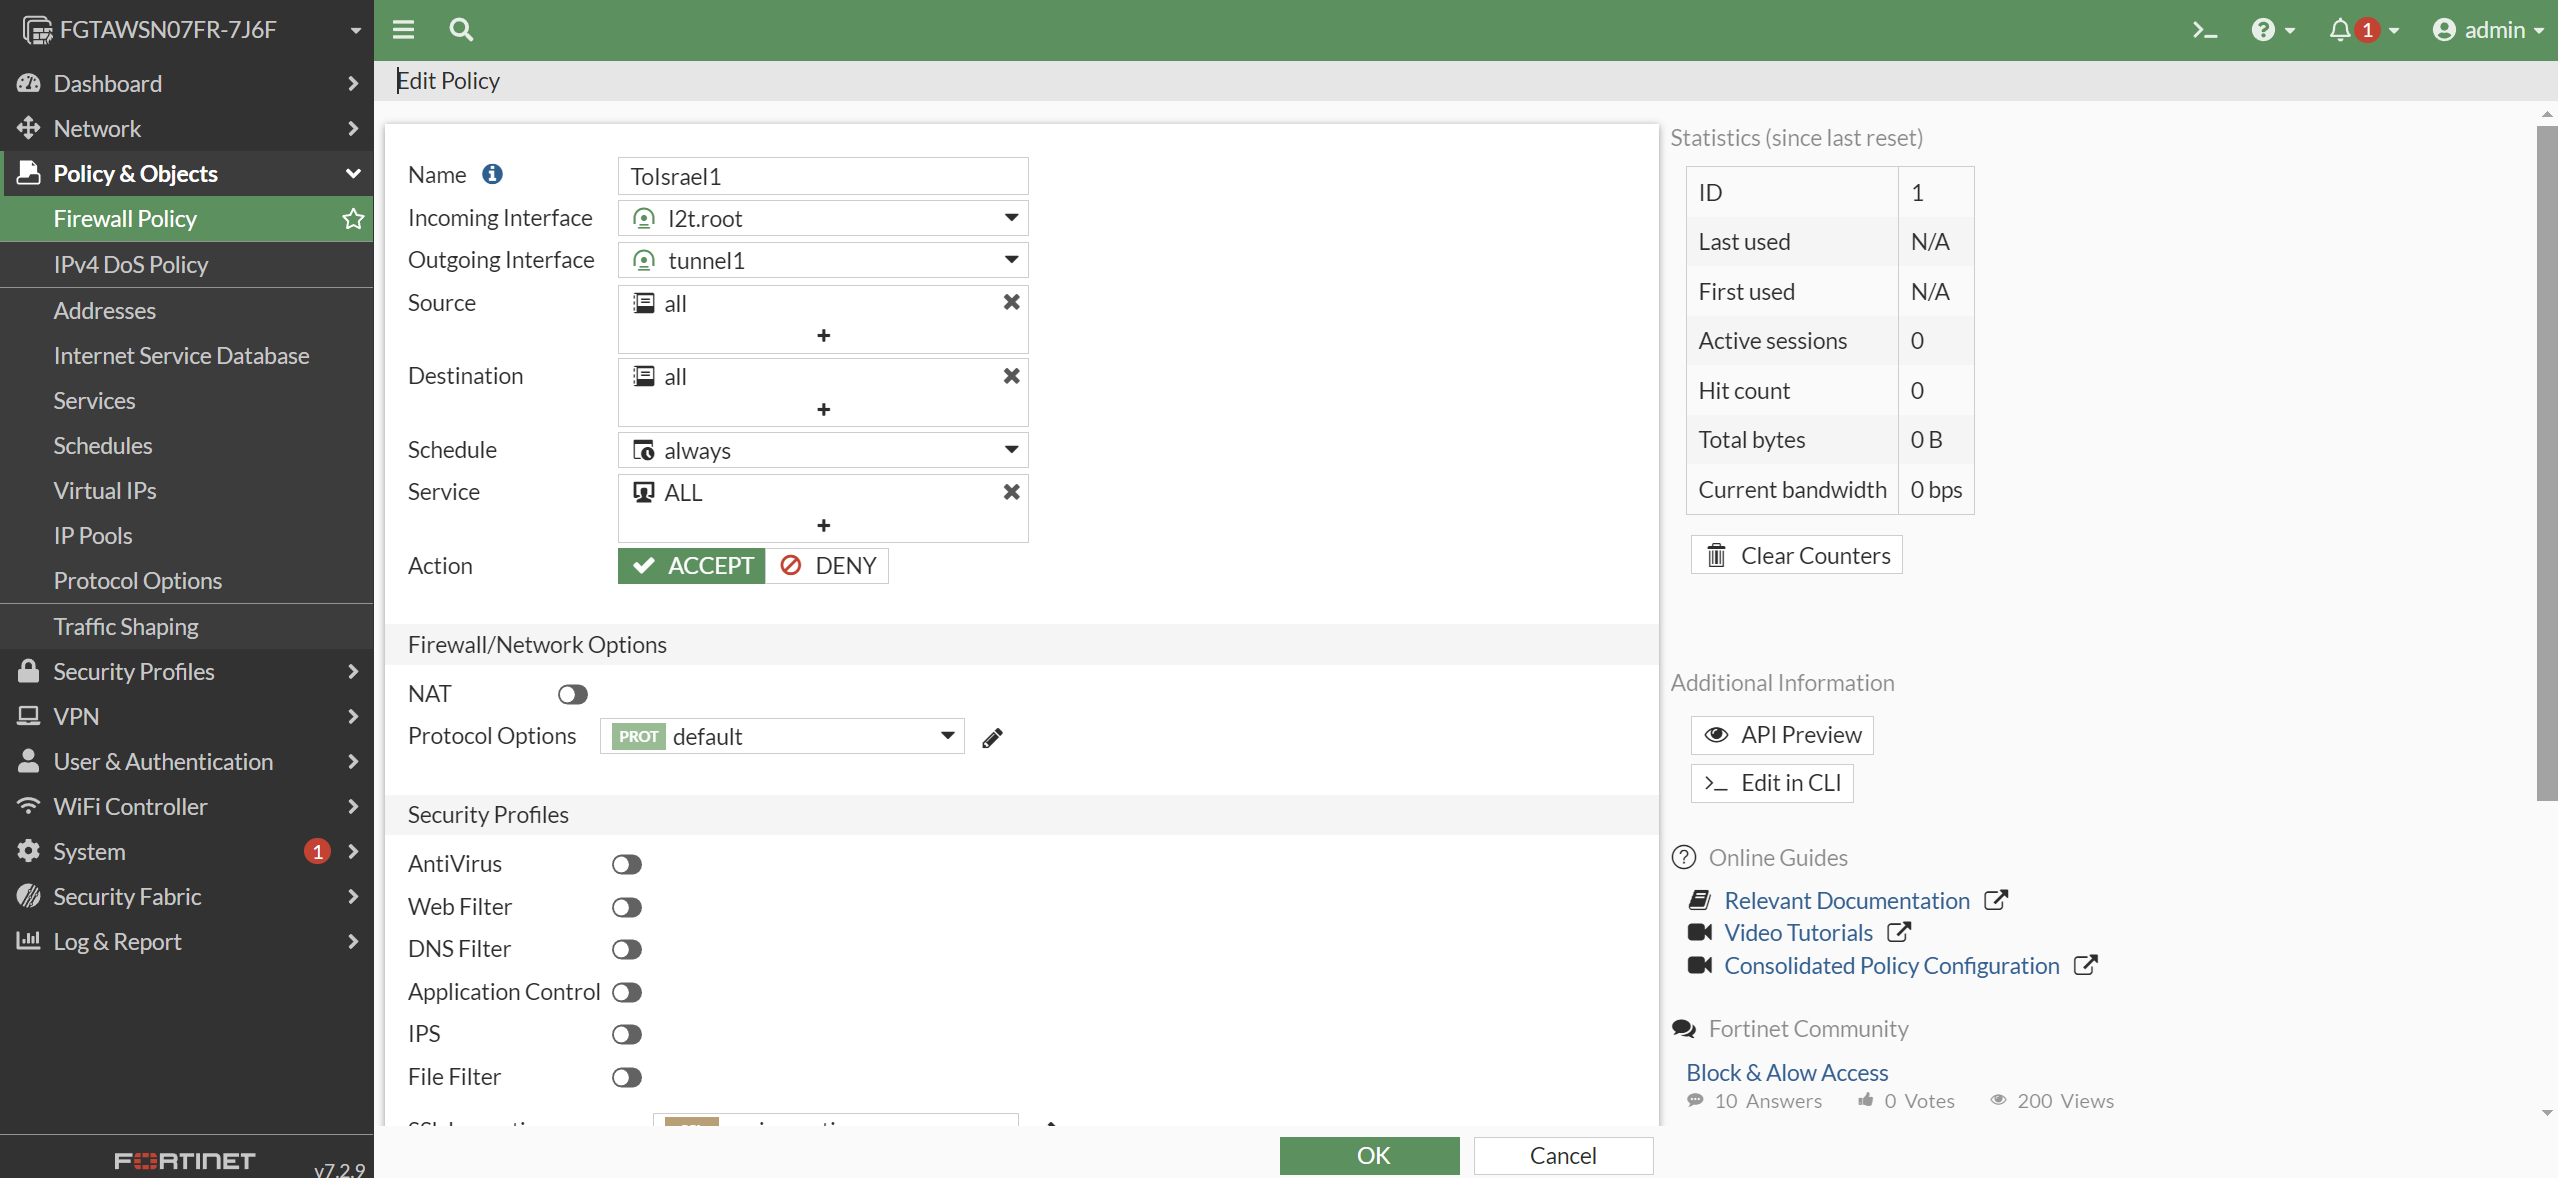 FGTAWSN07FR-7J6F
1
admin
Dashboard
Network
Policy & Objects
Firewall Policy
IPv4 DoS Policy
Addresses
Internet Service Database
Services
Schedules
Virtual IPs
IP Pools
Protocol Options
Traffic Shaping
Security Profiles
VPN
User & Authentication
WiFi Controller
System 1
Security Fabric
Log & Report
FORTINET
v7.2.9
Edit Policy
Name ToIsrael1
Incoming Interface l2t.root
Outgoing Interface tunnel1
Source all
+
Destination all
+
Schedule always
Service ALL
+
Action ACCEPT DENY
Firewall/Network Options
NAT
Protocol Options PROT default
Security Profiles
AntiVirus
Web Filter
DNS Filter
Application Control
IPS
File Filter
OK Cancel
Statistics (since last reset)
ID 1
Last used N/A
First used N/A
Active sessions 0
Hit count 0
Total bytes 0 B
Current bandwidth 0 bps
Clear Counters
Additional Information
API Preview
>_ Edit in CLI
Online Guides
Relevant Documentation
Video Tutorials
Consolidated Policy Configuration
Fortinet Community
Block & Alow Access
10 Answers 0 Votes 200 Views